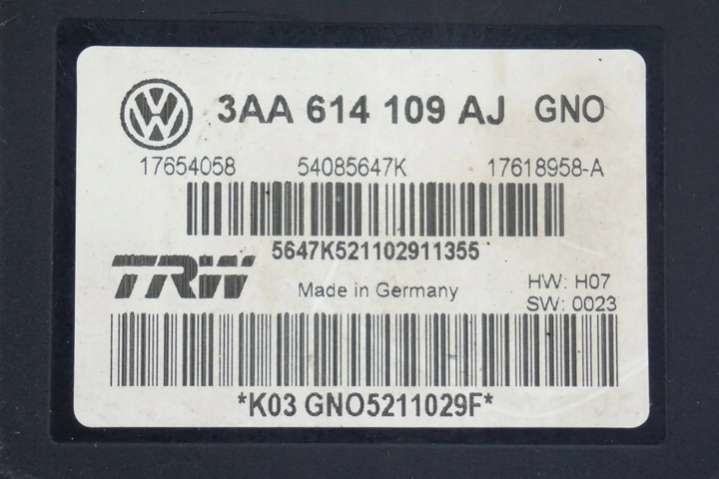 3AA 614 109 AJ GNO
17654058 54085647K 17618958-A
5647K521102911355
TRW Made in Germany HW: H07
SW: 0023
*K03 GNO5211029F*